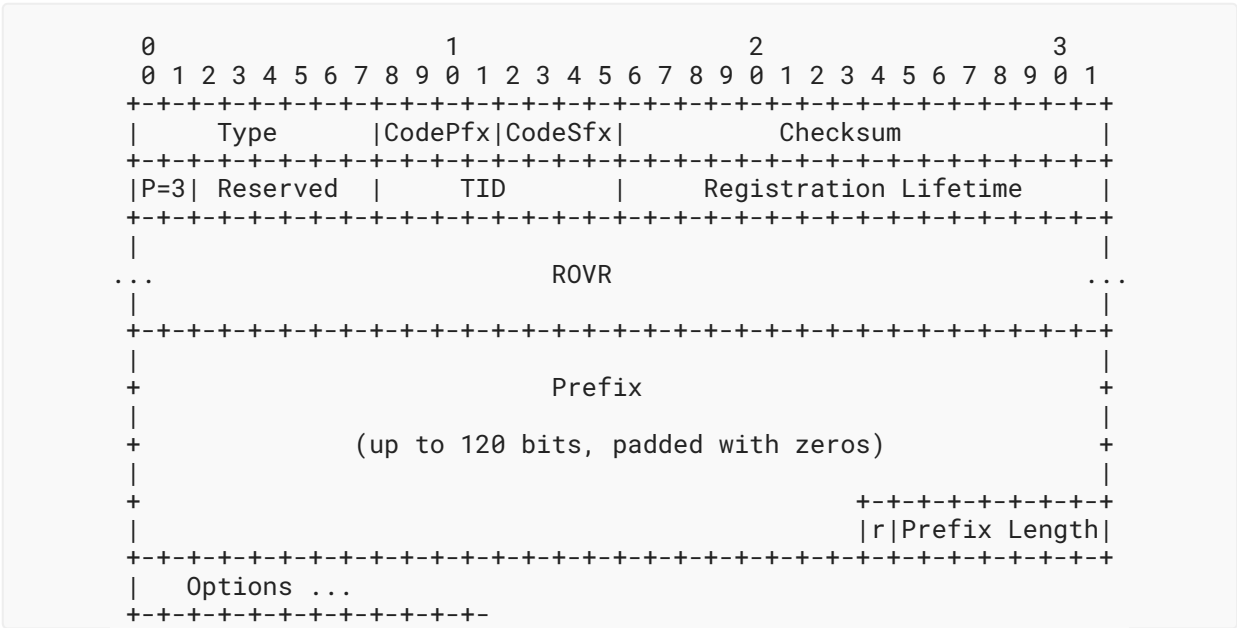 0                   1                   2                   3
 0 1 2 3 4 5 6 7 8 9 0 1 2 3 4 5 6 7 8 9 0 1 2 3 4 5 6 7 8 9 0 1
+-+-+-+-+-+-+-+-+-+-+-+-+-+-+-+-+-+-+-+-+-+-+-+-+-+-+-+-+-+-+-+-+
|     Type      |CodePfx|CodeSfx|          Checksum             |
+-+-+-+-+-+-+-+-+-+-+-+-+-+-+-+-+-+-+-+-+-+-+-+-+-+-+-+-+-+-+-+-+
|P=3| Reserved  |     TID       |     Registration Lifetime     |
+-+-+-+-+-+-+-+-+-+-+-+-+-+-+-+-+-+-+-+-+-+-+-+-+-+-+-+-+-+-+-+-+
|                                                               |
...                         ROVR                               ...
|                                                               |
+-+-+-+-+-+-+-+-+-+-+-+-+-+-+-+-+-+-+-+-+-+-+-+-+-+-+-+-+-+-+-+-+
|                                                               |
+                           Prefix                              +
|                                                               |
+              (up to 120 bits, padded with zeros)              +
|                                                               |
+                                               +-+-+-+-+-+-+-+-+
|                                               |r|Prefix Length|
+-+-+-+-+-+-+-+-+-+-+-+-+-+-+-+-+-+-+-+-+-+-+-+-+-+-+-+-+-+-+-+-+
|   Options ...
+-+-+-+-+-+-+-+-+-+-+-+-